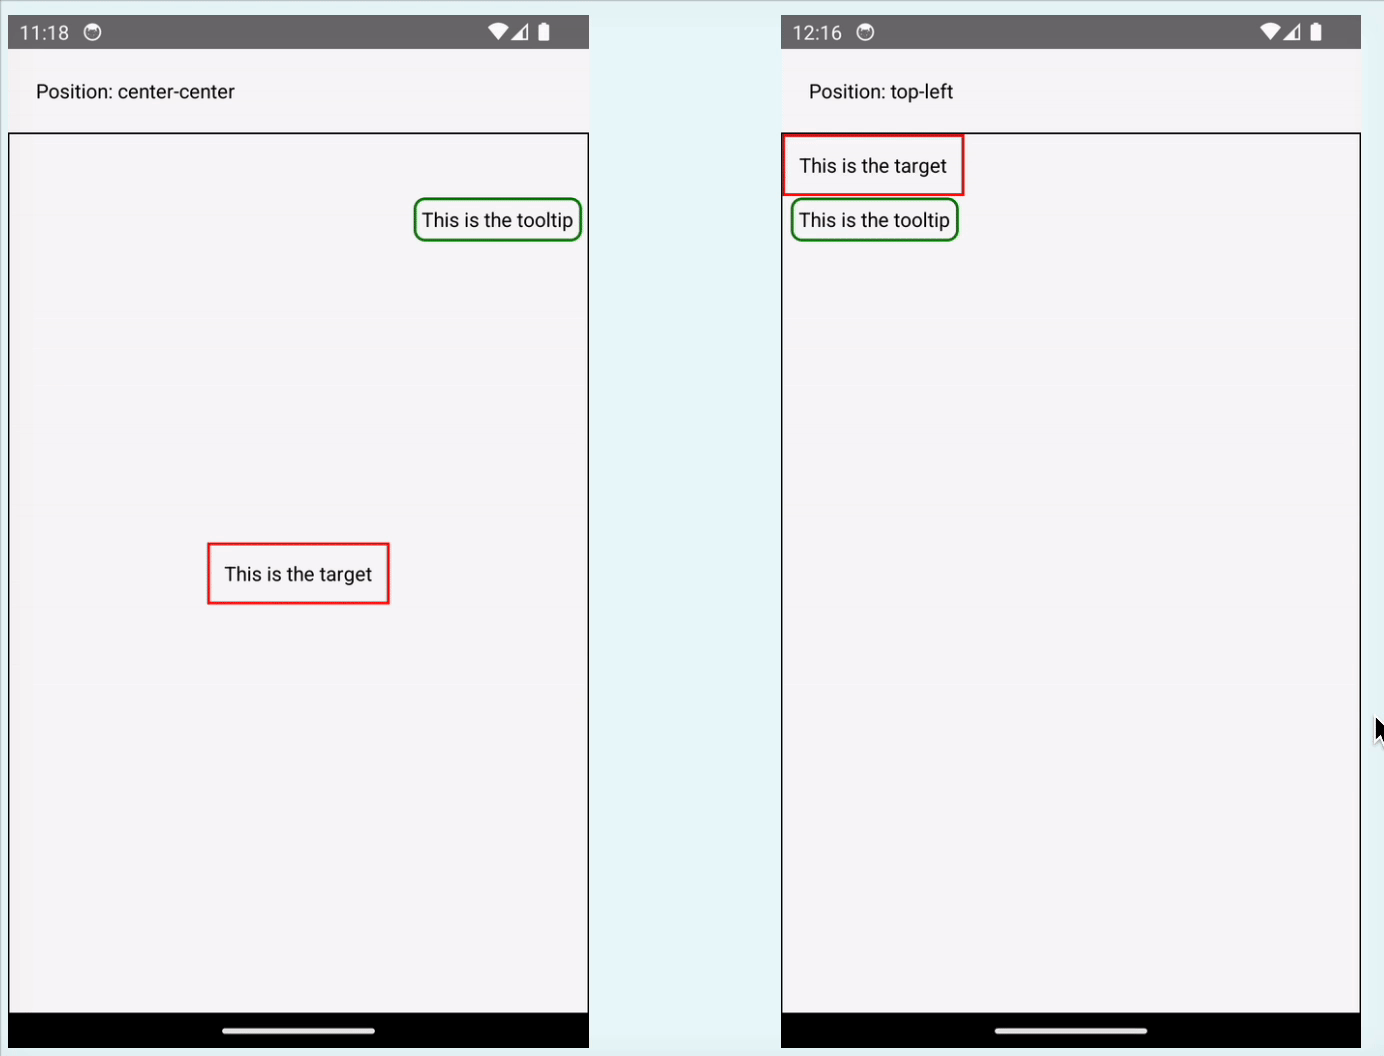 11:18
Position: center-center
This is the tooltip
This is the target
12:16
Position: top-left
This is the target
This is the tooltip